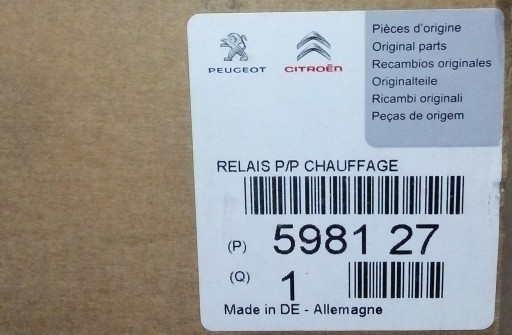 PEUGEOT
CITROËN
Pièces d'origine
Original parts
Recambios originales
Originalteile
Ricambi originali
Peças de origem
RELAIS P/P CHAUFFAGE
(P) 5981 27
(Q) 1
Made in DE - Allemagne